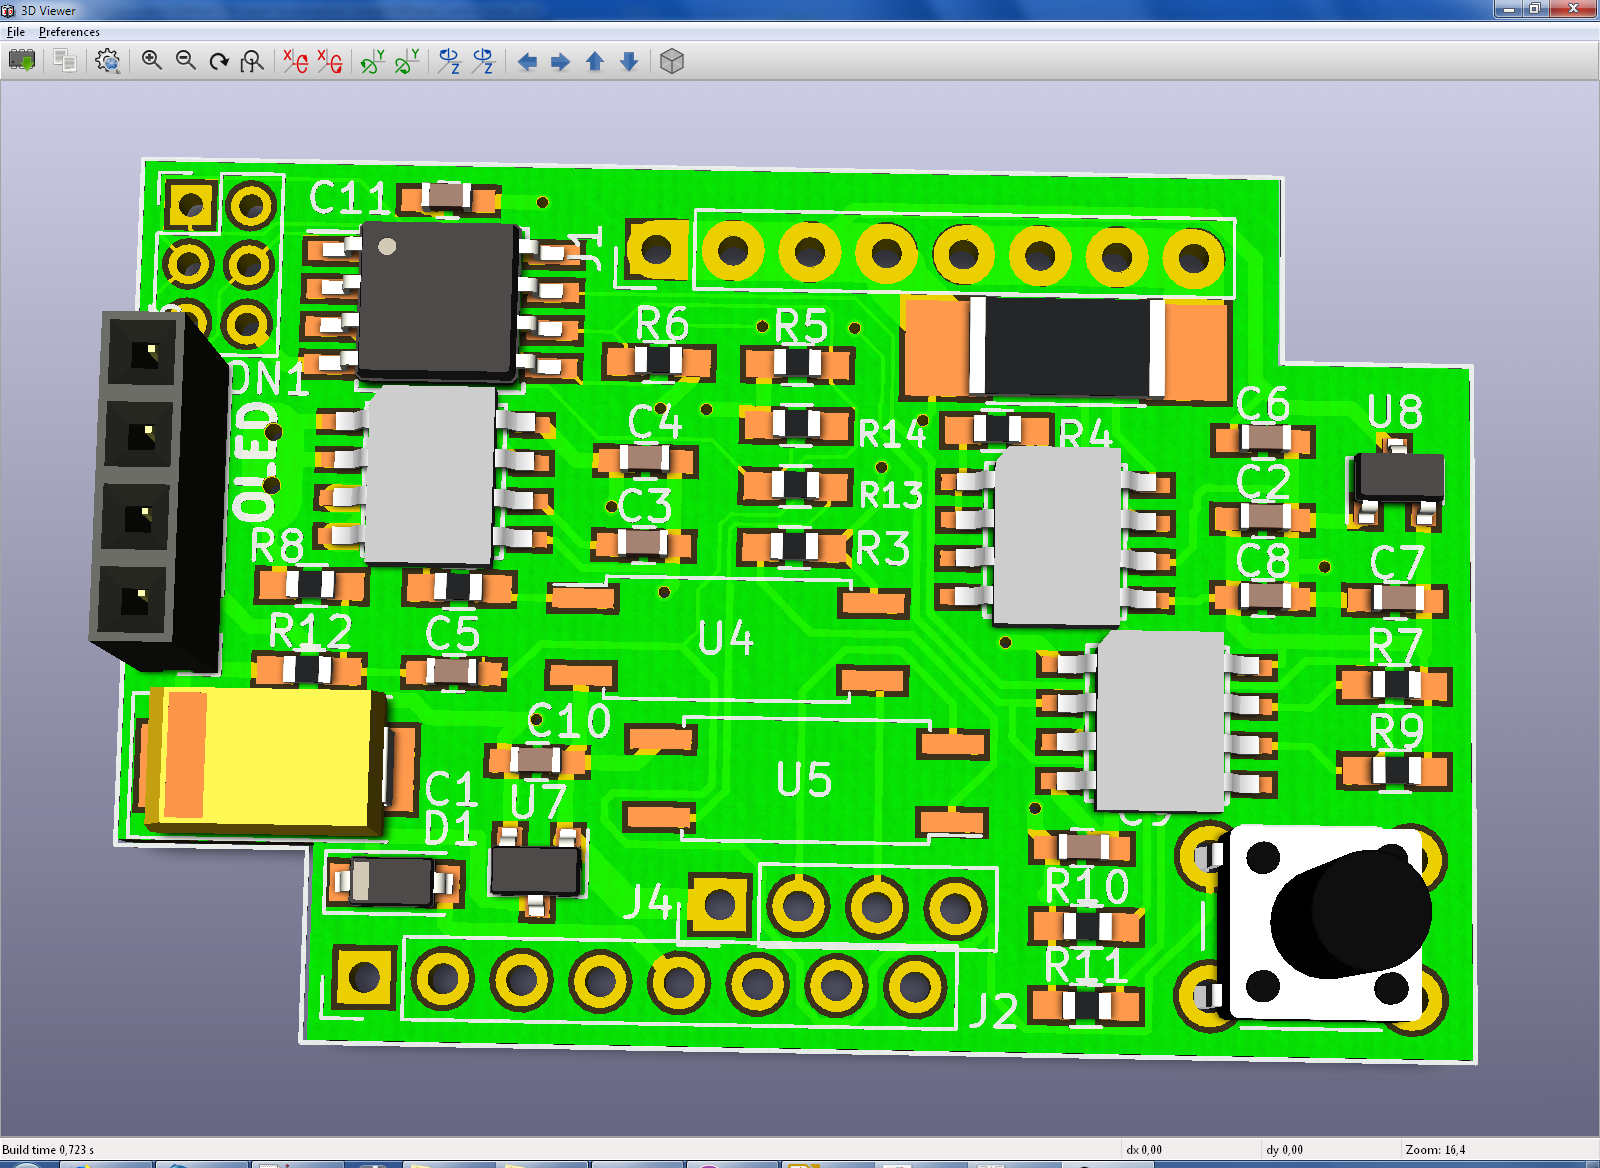 3D Viewer
File Preferences
C11
J1
R6
R5
DN1
OLED
C4
R14
R4
C6
U8
C3
R13
C2
R8
R3
C8
C7
R12
C5
U4
R7
C10
R9
U5
C1
U7
D1
C9
J4
R10
R11
J2
Build time 0,723 s
dx 0,00
dy 0,00
Zoom: 16,4